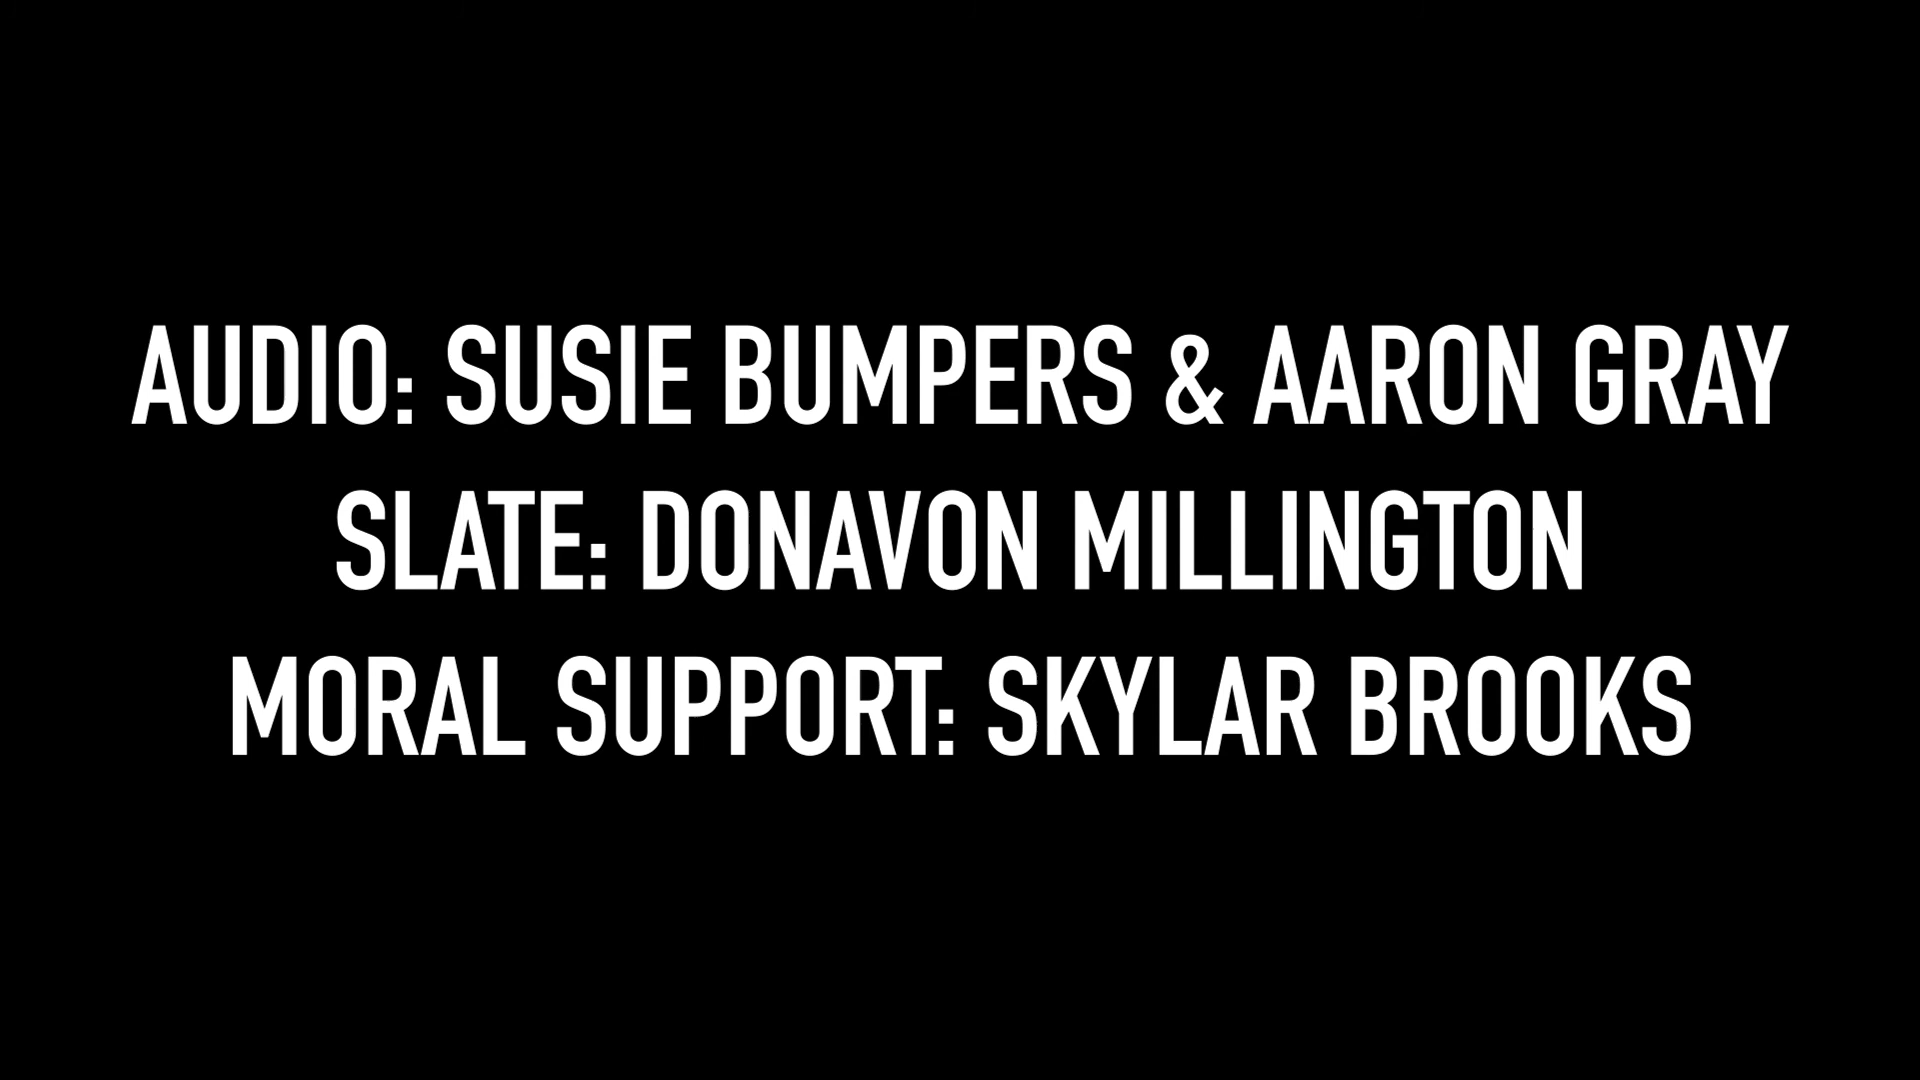 AUDIO: SUSIE BUMPERS & AARON GRAY
SLATE: DONAVON MILLINGTON
MORAL SUPPORT: SKYLAR BROOKS